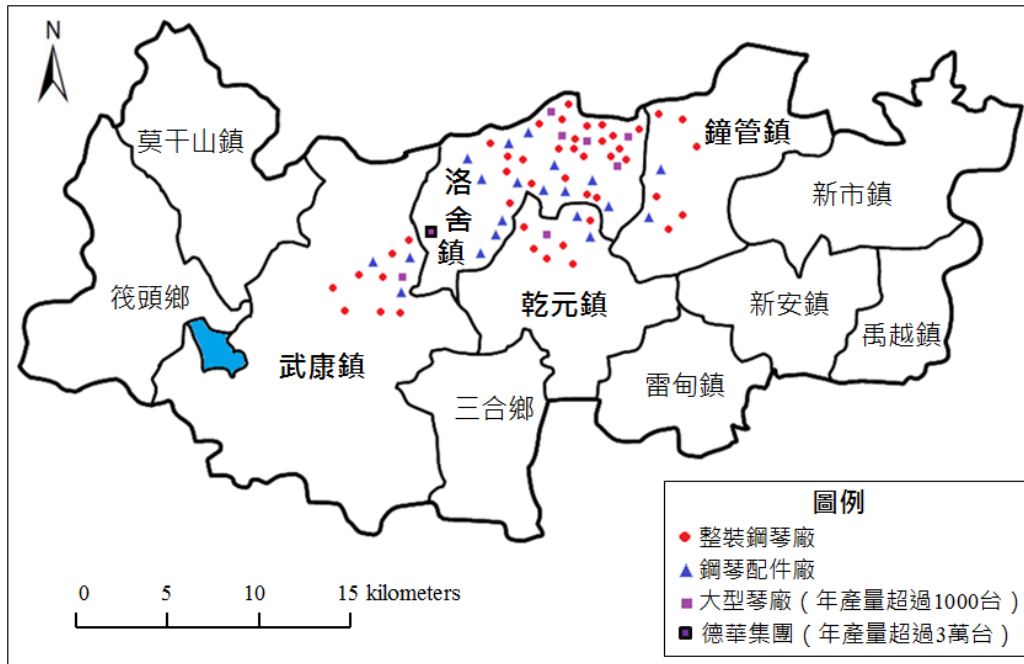 N
莫干山鎮
鐘管鎮
洛
舍
鎮
新市鎮
筏頭鄉
乾元鎮
新安鎮
禹越鎮
武康鎮
雷甸鎮
三合鄉
圖例
整裝鋼琴廠
鋼琴配件廠
大型琴廠（年產量超過1000台）
德華集團（年產量超過3萬台）
0 5 10 15 kilometers